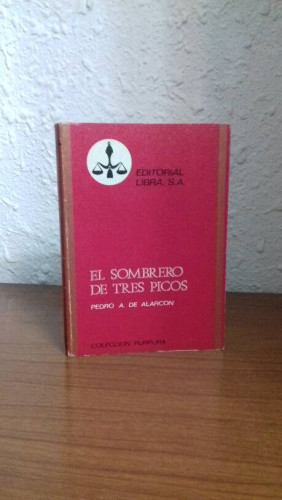 EDITORIAL
LIBRA, S.A.
EL SOMBRERO
DE TRES PICOS
PEDRO A. DE ALARCON
COLECCION PURPURA